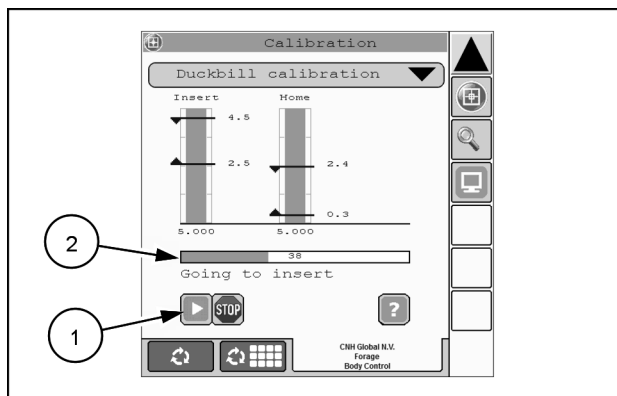 Calibration
Duckbill calibration
Insert Home
4.5
2.5 2.4
0.3
5.000 5.000
2
38
Going to insert
1
STOP
?
CNH Global N.V.
Forage
Body Control